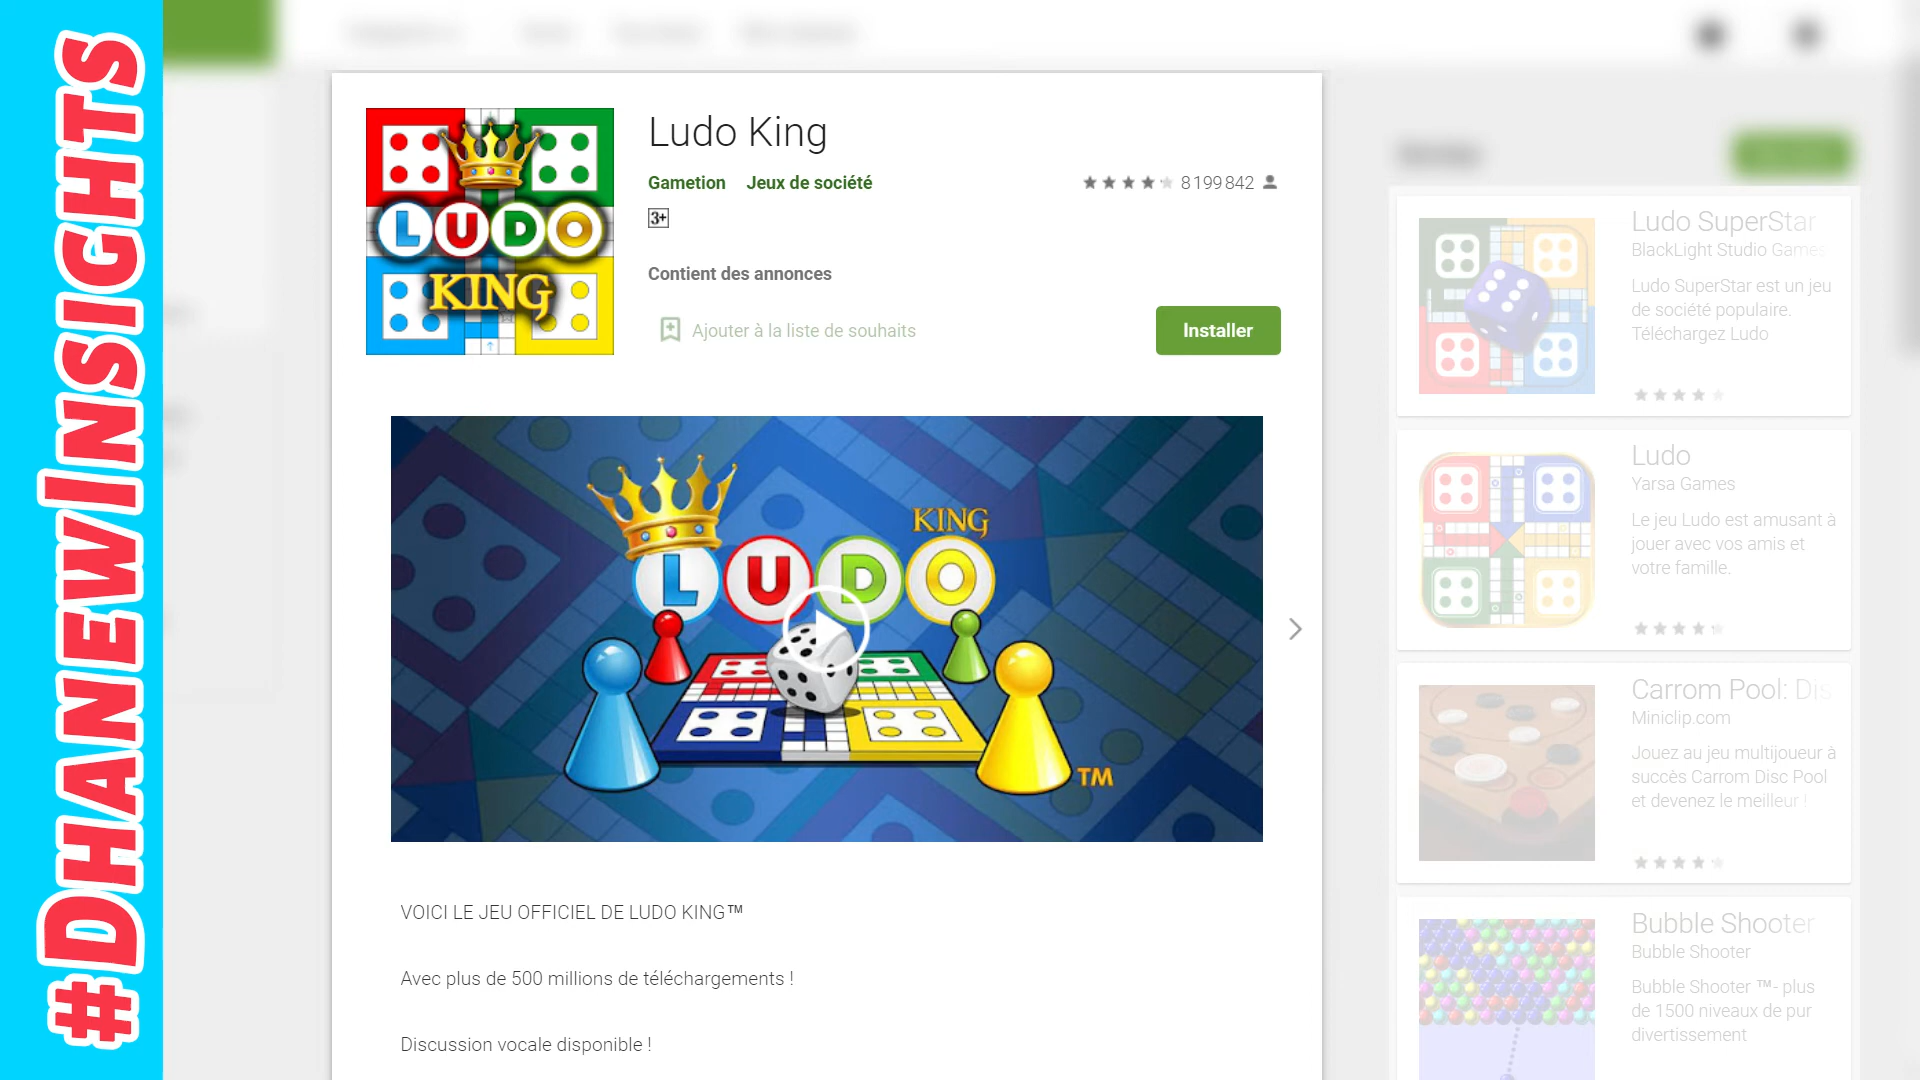 #DHANEWINSIGHTS
LUDO
KING
Ludo King
Gametion Jeux de société
8 199 842
3+
Contient des annonces
Ajouter à la liste de souhaits
Installer
KING
LUDO
TM
VOICI LE JEU OFFICIEL DE LUDO KING™
Avec plus de 500 millions de téléchargements !
Discussion vocale disponible !
Ludo SuperStar
BlackLight Studio Games
Ludo SuperStar est un jeu
de société populaire.
Téléchargez Ludo
Ludo
Yarsa Games
Le jeu Ludo est amusant à
jouer avec vos amis et
votre famille.
Carrom Pool: Dis
Miniclip.com
Jouez au jeu multijoueur à
succès Carrom Disc Pool
et devenez le meilleur !
Bubble Shooter
Bubble Shooter
Bubble Shooter ™- plus
de 1500 niveaux de pur
divertissement